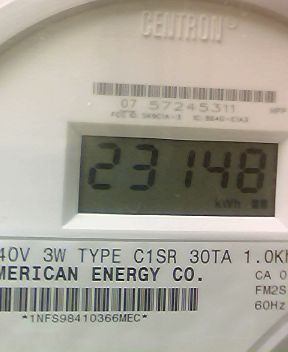 CENTRON
07 57245311
23148
kWh
40V 3W TYPE C1SR 30TA 1.0Kh
MERICAN ENERGY CO.
CA 0
FM2S
60Hz
*1NFS98410366MEC*